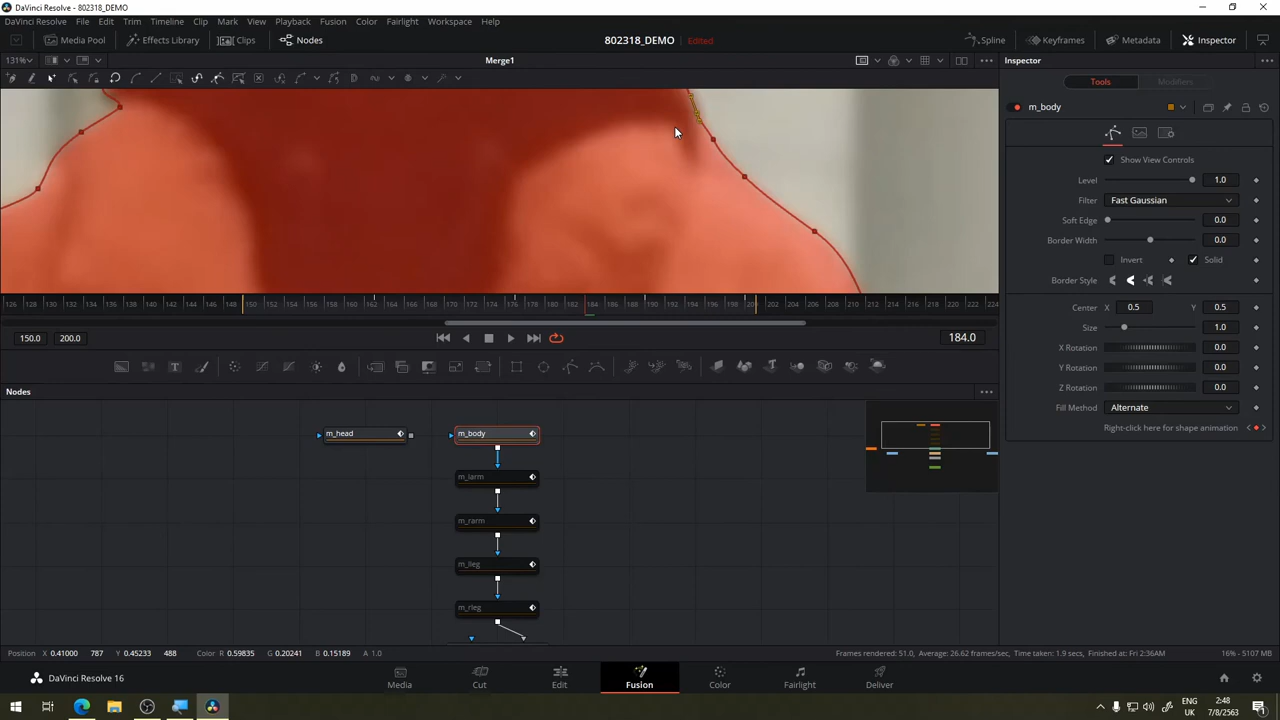 DaVinci Resolve - 802318_DEMO
DaVinci Resolve File Edit Trim Timeline Clip Mark View Playback Fusion Color Fairlight Workspace Help
Media Pool Effects Library Clips Nodes 802318_DEMO Edited Spline Keyframes Metadata Inspector
131% Merge1 Inspector
Tools Modifiers
m_body
Show View Controls
Level 1.0
Filter Fast Gaussian
Soft Edge 0.0
Border Width 0.0
Invert Solid
Border Style
Center X 0.5 Y 0.5
Size 1.0
X Rotation 0.0
Y Rotation 0.0
Z Rotation 0.0
Fill Method Alternate
Right-click here for shape animation
126 128 130 132 134 136 138 140 142 144 146 148 150 152 154 156 158 160 162 164 166 168 170 172 174 176 178 180 182 184 186 188 190 192 194 196 198 200 202 204 206 208 210 212 214 216 218 220 222 224
150.0 200.0 184.0
Nodes
m_head m_body
m_larm
m_rarm
m_lleg
m_rleg
Position X 0.41000 787 Y 0.45233 488 Color R 0.59835 G 0.20241 B 0.15189 A 1.0 Frames rendered: 51.0, Average: 26.62 frames/sec, Time taken: 1.9 secs, Finished at: Fri 2:36AM 16% - 5107 MB
DaVinci Resolve 16 Media Cut Edit Fusion Color Fairlight Deliver
ENG
UK
2:48
7/8/2563